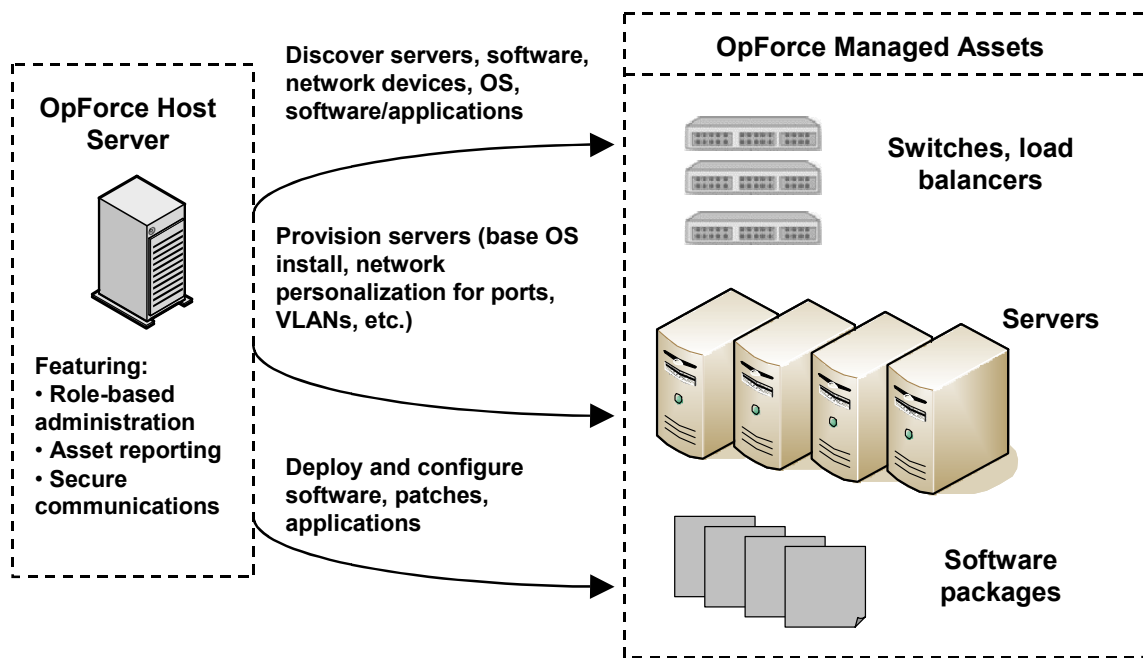 OpForce Host
Server
Featuring:
• Role-based
administration
• Asset reporting
• Secure
communications
Discover servers, software,
network devices, OS,
software/applications
Provision servers (base OS
install, network
personalization for ports,
VLANs, etc.)
Deploy and configure
software, patches,
applications
OpForce Managed Assets
Switches, load
balancers
Servers
Software
packages